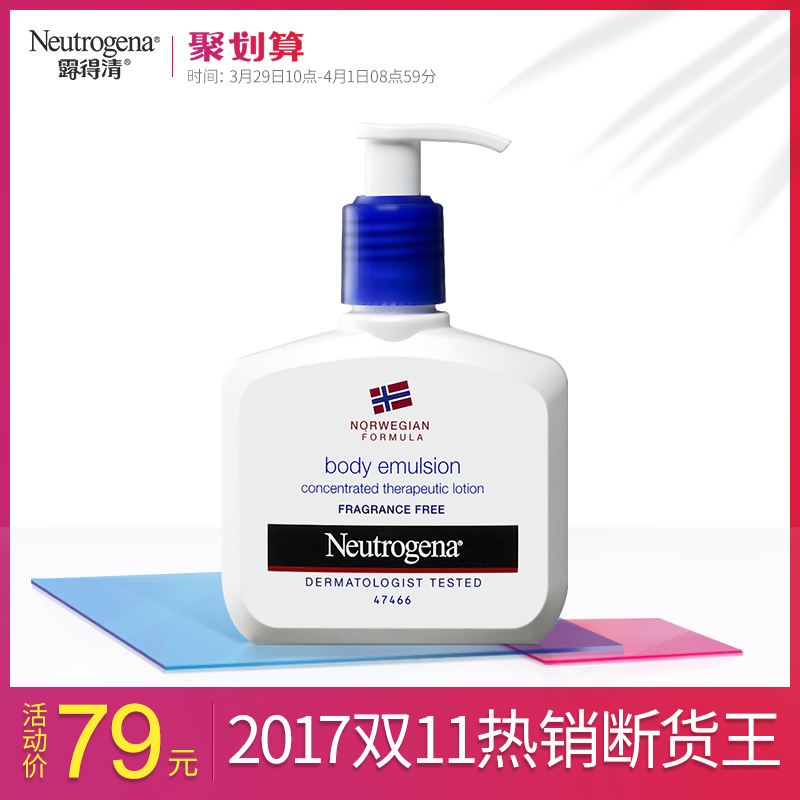 Neutrogena®
露得清®
聚划算
时间：3月29日10点-4月1日08点59分
NORWEGIAN
FORMULA
body emulsion
concentrated therapeutic lotion
FRAGRANCE FREE
Neutrogena®
DERMATOLOGIST TESTED
47466
活动价
79元
2017双11热销断货王